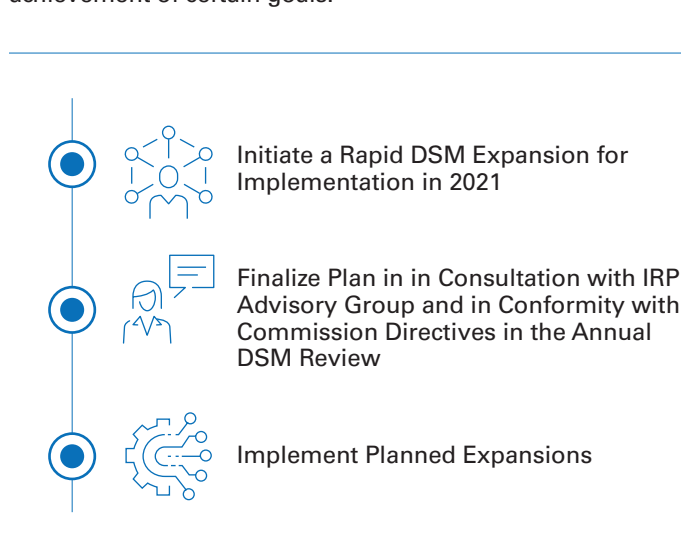 achievement of certain goals.
Initiate a Rapid DSM Expansion for
Implementation in 2021
Finalize Plan in in Consultation with IRP
Advisory Group and in Conformity with
Commission Directives in the Annual
DSM Review
Implement Planned Expansions